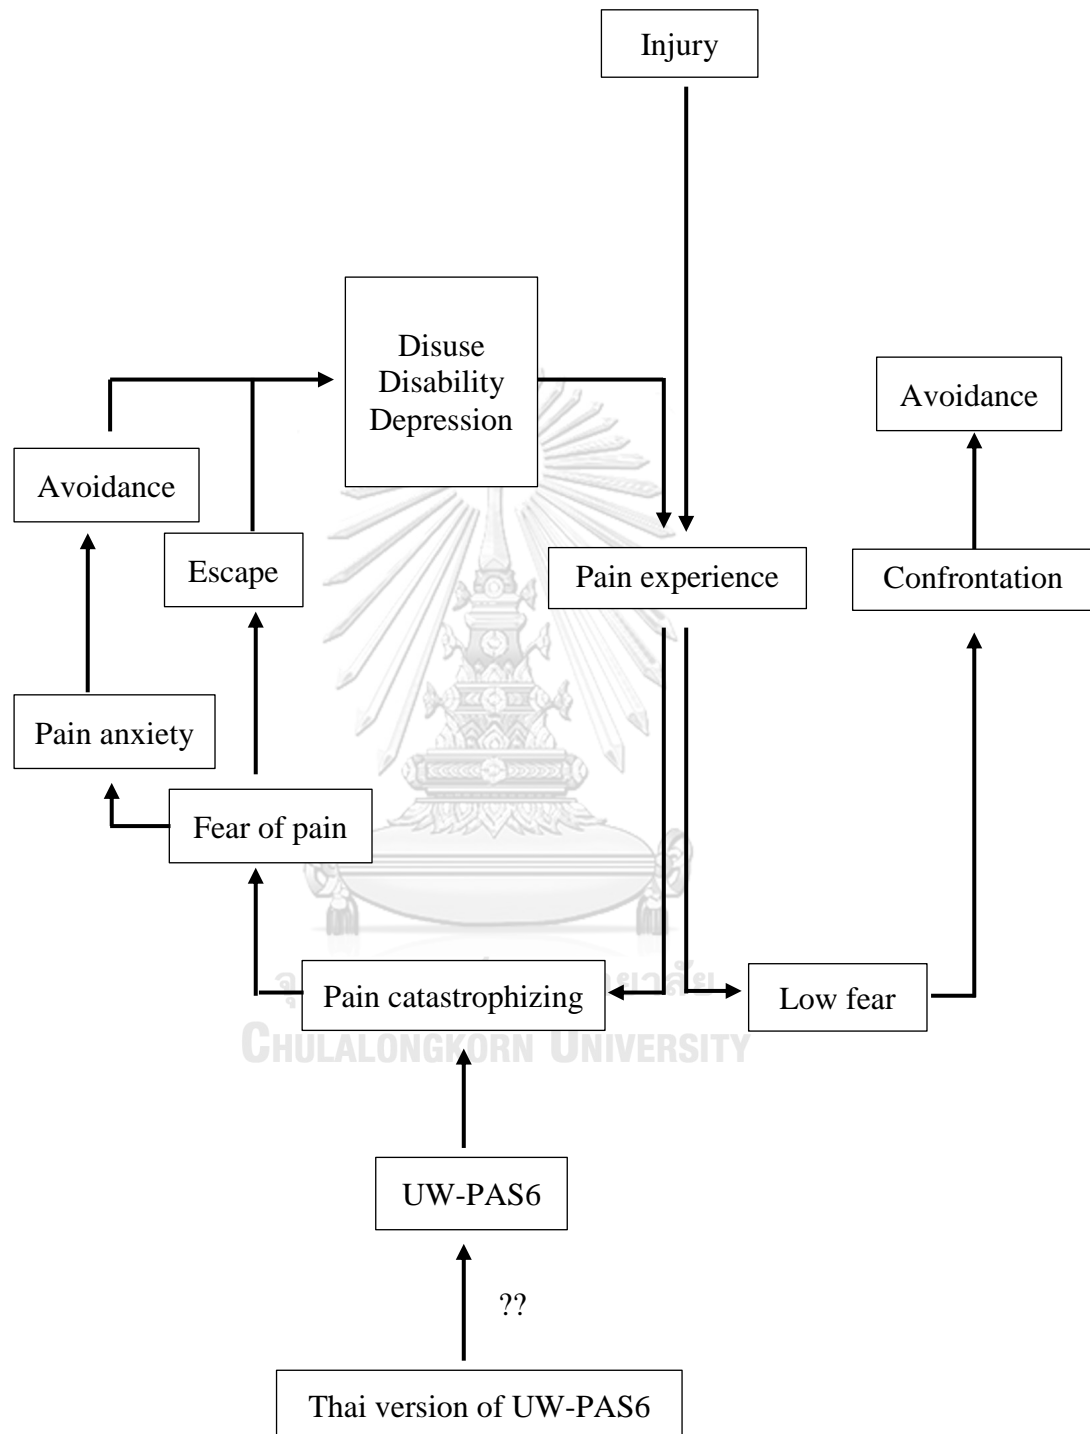 Injury
Disuse
Disability
Depression
Avoidance
Avoidance
Escape
Pain experience
Confrontation
Pain anxiety
Fear of pain
Pain catastrophizing
Low fear
CHULALONGKORN UNIVERSITY
UW-PAS6
??
Thai version of UW-PAS6